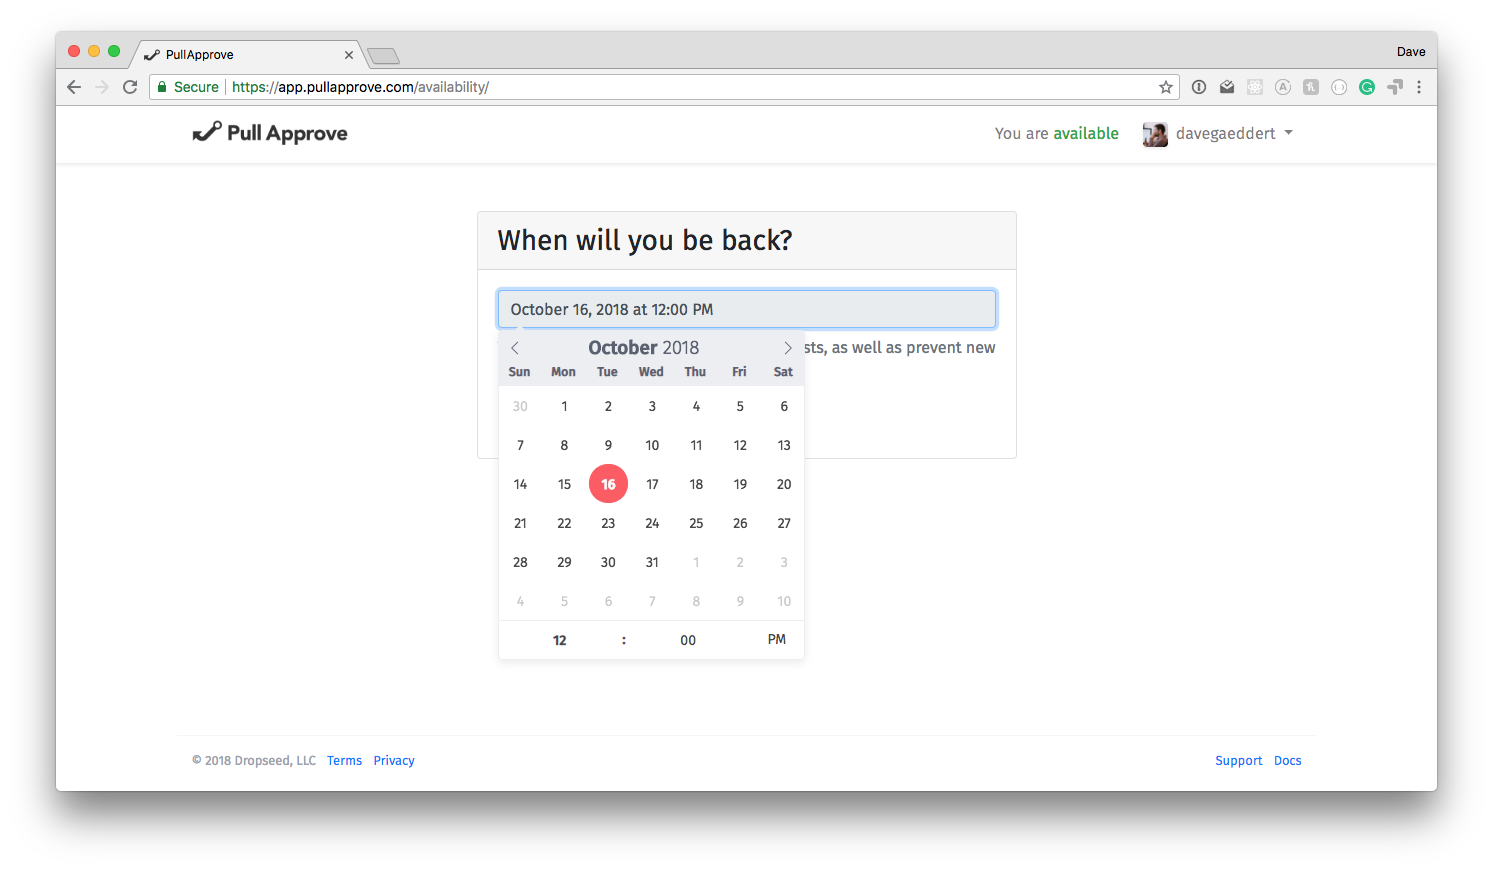 PullApprove
Dave
Secure https://app.pullapprove.com/availability/
Pull Approve
You are available davegaeddert
When will you be back?
October 16, 2018 at 12:00 PM
sts, as well as prevent new
October 2018
Sun Mon Tue Wed Thu Fri Sat
30 1 2 3 4 5 6
7 8 9 10 11 12 13
14 15 16 17 18 19 20
21 22 23 24 25 26 27
28 29 30 31 1 2 3
4 5 6 7 8 9 10
12 : 00 PM
© 2018 Dropseed, LLC Terms Privacy
Support Docs